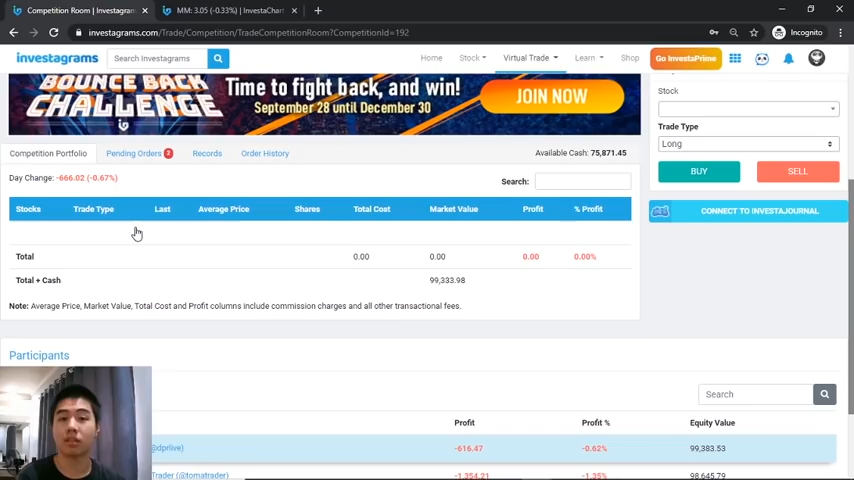 Competition Room | Investagrams
MM: 3.05 (-0.33%) | InvestaChart
investagrams.com/Trade/Competition/TradeCompetitionRoom?CompetitionId=192
Incognito
investagrams
Search Investagrams
Home
Stock
Virtual Trade
Learn
Shop
Go InvestaPrime
BOUNCE BACK
CHALLENGE
Time to fight back, and win!
September 28 until December 30
JOIN NOW
Stock
Trade Type
Long
BUY
SELL
CONNECT TO INVESTAJOURNAL
Competition Portfolio
Pending Orders 2
Records
Order History
Available Cash: 75,871.45
Day Change: -666.02 (-0.67%)
Search:
Stocks Trade Type Last Average Price Shares Total Cost Market Value Profit % Profit
Total 0.00 0.00 0.00 0.00%
Total + Cash 99,333.98
Note: Average Price, Market Value, Total Cost and Profit columns include commission charges and all other transactional fees.
Participants
Search
Profit Profit % Equity Value
@dprlive) -616.47 -0.62% 99,383.53
Trader (@tomatrader) -1,354.21 -1.35% 98,645.79